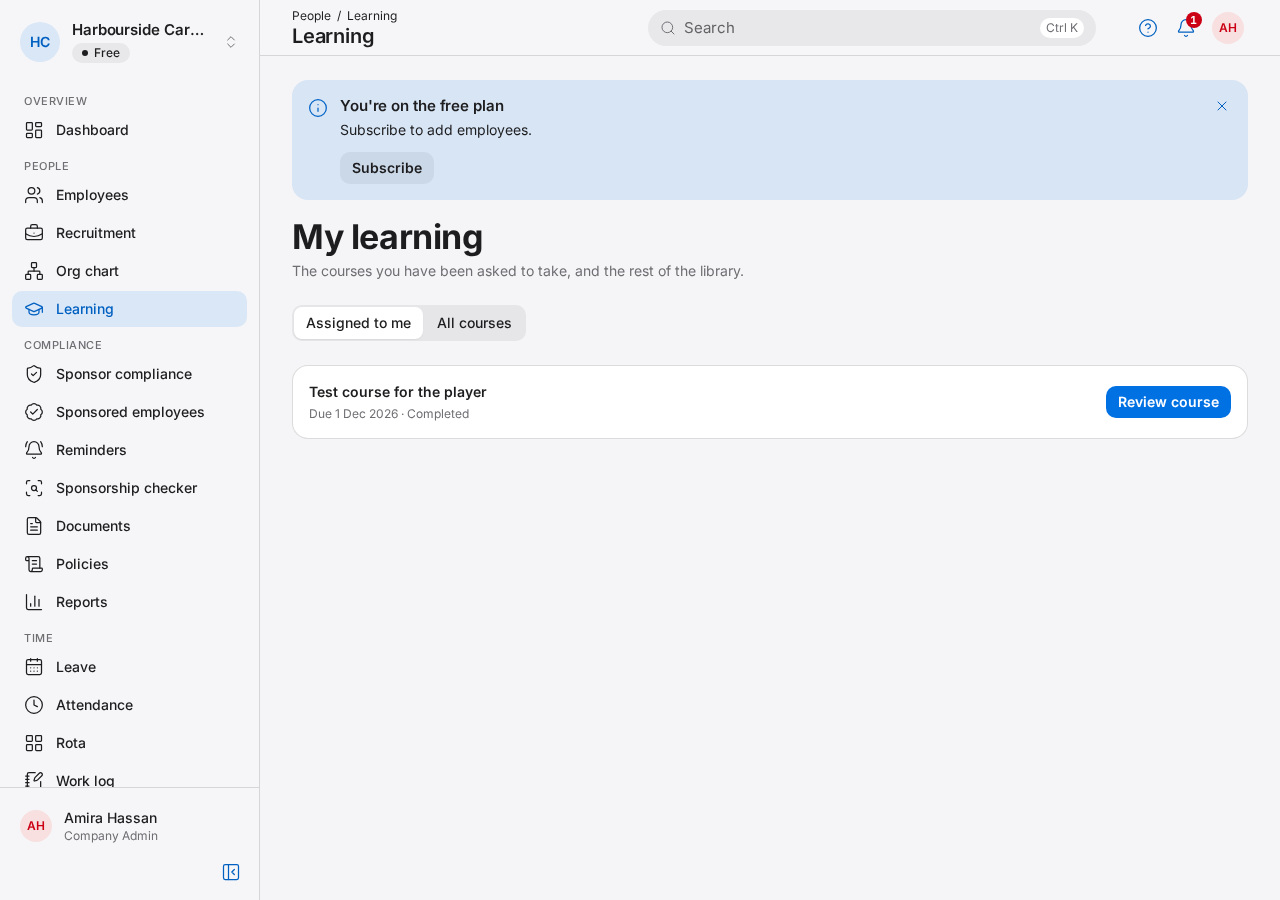 HC
Harbourside Car...
Free
OVERVIEW
Dashboard
PEOPLE
Employees
Recruitment
Org chart
Learning
COMPLIANCE
Sponsor compliance
Sponsored employees
Reminders
Sponsorship checker
Documents
Policies
Reports
TIME
Leave
Attendance
Rota
Work log
AH
Amira Hassan
Company Admin
People / Learning
Learning
Search
Ctrl K
1
AH
You're on the free plan
Subscribe to add employees.
Subscribe
My learning
The courses you have been asked to take, and the rest of the library.
Assigned to me
All courses
Test course for the player
Due 1 Dec 2026 · Completed
Review course